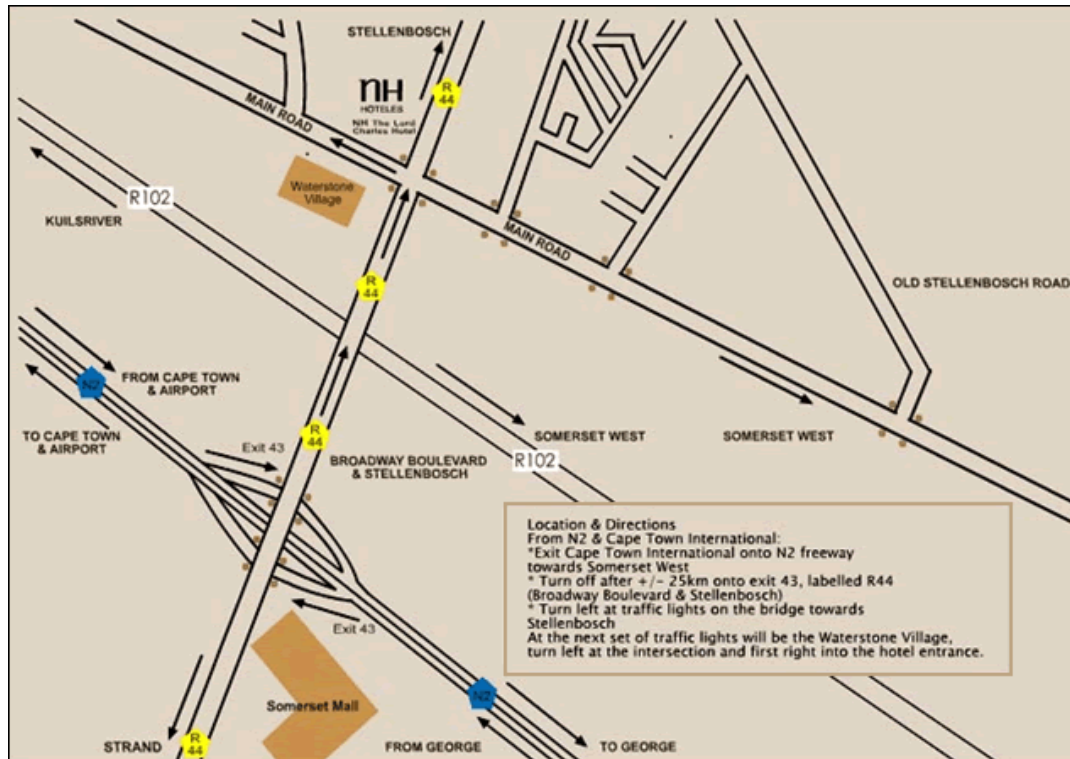 STELLENBOSCH
nH
HOTELES
NH The Lord
Charles Hotel
R
44
MAIN ROAD
Waterstone
Village
R102
KUILSRIVER
MAIN ROAD
R
44
OLD STELLENBOSCH ROAD
N2
FROM CAPE TOWN
& AIRPORT
TO CAPE TOWN
& AIRPORT
Exit 43
R
44
BROADWAY BOULEVARD
& STELLENBOSCH
SOMERSET WEST
R102
SOMERSET WEST
Location & Directions
From N2 & Cape Town International:
*Exit Cape Town International onto N2 freeway
towards Somerset West
* Turn off after +/- 25km onto exit 43, labelled R44
(Broadway Boulevard & Stellenbosch)
* Turn left at traffic lights on the bridge towards
Stellenbosch
At the next set of traffic lights will be the Waterstone Village,
turn left at the intersection and first right into the hotel entrance.
Exit 43
Somerset Mall
N2
STRAND
R
44
FROM GEORGE
TO GEORGE